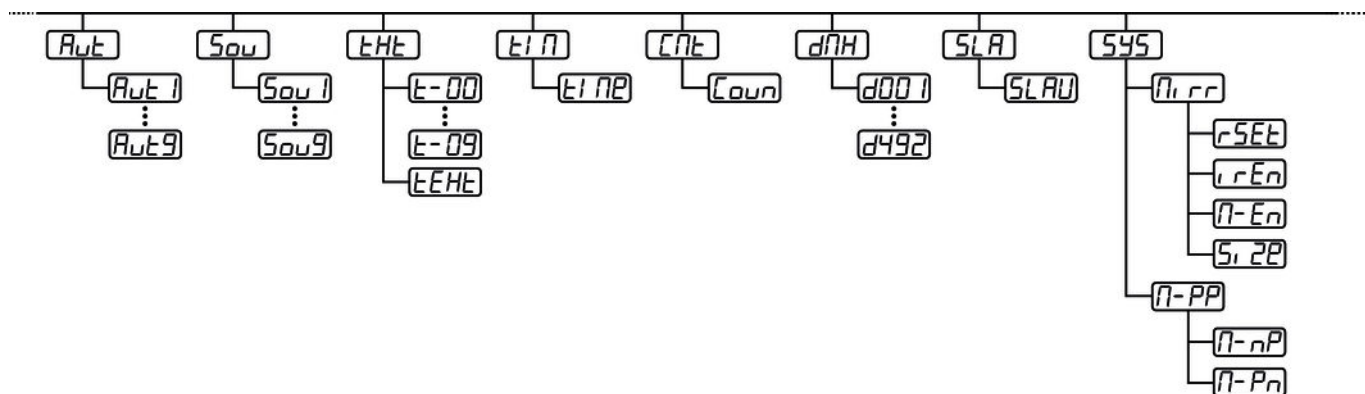 Aut Sou tHt tIM CMt dMH SLA SYS
Aut1 Sou1 t-00 tIMe Coun d001 SLAU Mirr
Aut9 Sou9 t-09 d492 rSEt
tEHt irEn
M-En
Size
M-PP
M-nP
M-Pn